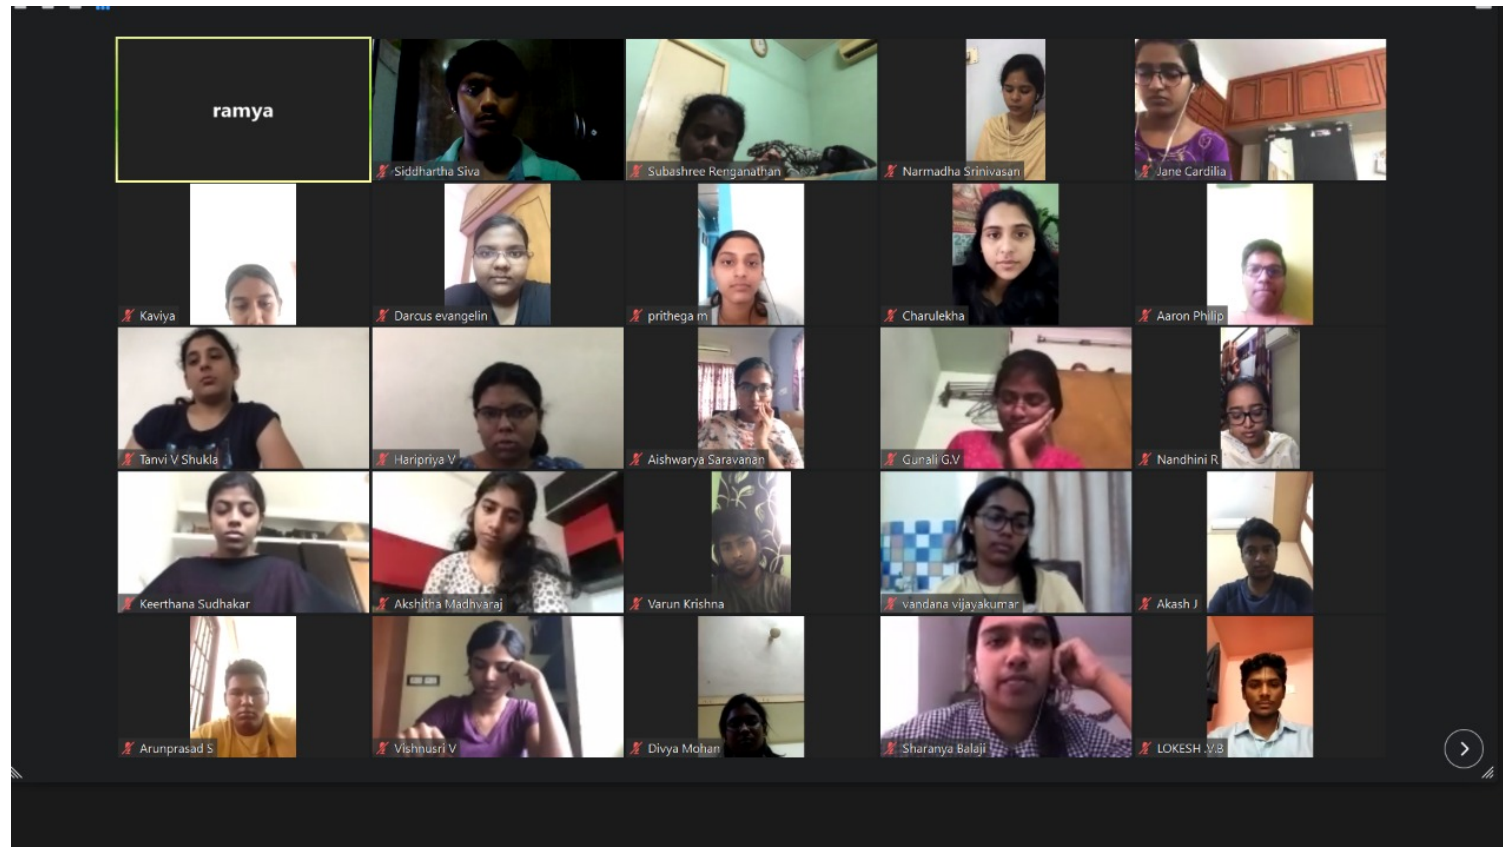 ramya
Siddhartha Siva
Subashree Renganathan
Narmadha Srinivasan
Jane Cardilia
Kaviya
Darcus evangelin
prithega m
Charulekha
Aaron Philip
Tanvi V Shukla
Haripriya V
Aishwarya Saravanan
Gunali G.V
Nandhini R
Keerthana Sudhakar
Akshitha Madhvaraj
Varun Krishna
vandana vijayakumar
Akash J
Arunprasad S
Vishnusri V
Divya Mohan
Sharanya Balaji
LOKESH .V.B